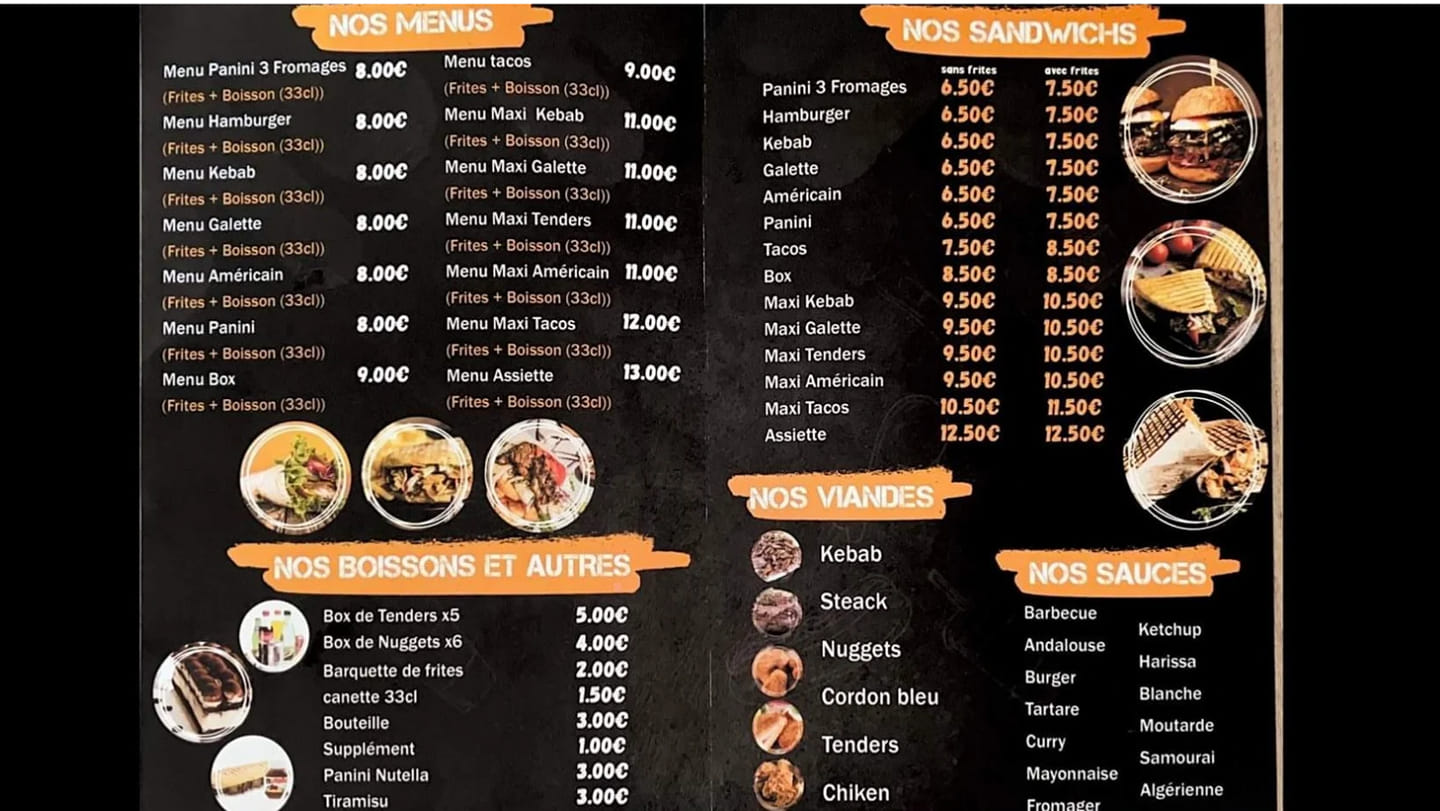 NOS MENUS
Menu Panini 3 Fromages 8.00€
(Frites + Boisson (33cl))
Menu Hamburger 8.00€
(Frites + Boisson (33cl))
Menu Kebab 8.00€
(Frites + Boisson (33cl))
Menu Galette 8.00€
(Frites + Boisson (33cl))
Menu Américain 8.00€
(Frites + Boisson (33cl))
Menu Panini 8.00€
(Frites + Boisson (33cl))
Menu Box 9.00€
(Frites + Boisson (33cl))
Menu tacos 9.00€
(Frites + Boisson (33cl))
Menu Maxi Kebab 11.00€
(Frites + Boisson (33cl))
Menu Maxi Galette 11.00€
(Frites + Boisson (33cl))
Menu Maxi Tenders 11.00€
(Frites + Boisson (33cl))
Menu Maxi Américain 11.00€
(Frites + Boisson (33cl))
Menu Maxi Tacos 12.00€
(Frites + Boisson (33cl))
Menu Assiette 13.00€
(Frites + Boisson (33cl))
NOS BOISSONS ET AUTRES
Box de Tenders x5 5.00€
Box de Nuggets x6 4.00€
Barquette de frites 2.00€
canette 33cl 1.50€
Bouteille 3.00€
Supplément 1.00€
Panini Nutella 3.00€
Tiramisu 3.00€
NOS SANDWICHS
sans frites avec frites
Panini 3 Fromages 6.50€ 7.50€
Hamburger 6.50€ 7.50€
Kebab 6.50€ 7.50€
Galette 6.50€ 7.50€
Américain 6.50€ 7.50€
Panini 6.50€ 7.50€
Tacos 7.50€ 8.50€
Box 8.50€ 8.50€
Maxi Kebab 9.50€ 10.50€
Maxi Galette 9.50€ 10.50€
Maxi Tenders 9.50€ 10.50€
Maxi Américain 9.50€ 10.50€
Maxi Tacos 10.50€ 11.50€
Assiette 12.50€ 12.50€
NOS VIANDES
Kebab
Steack
Nuggets
Cordon bleu
Tenders
Chiken
NOS SAUCES
Barbecue
Andalouse
Burger
Tartare
Curry
Mayonnaise
Fromager
Ketchup
Harissa
Blanche
Moutarde
Samourai
Algérienne